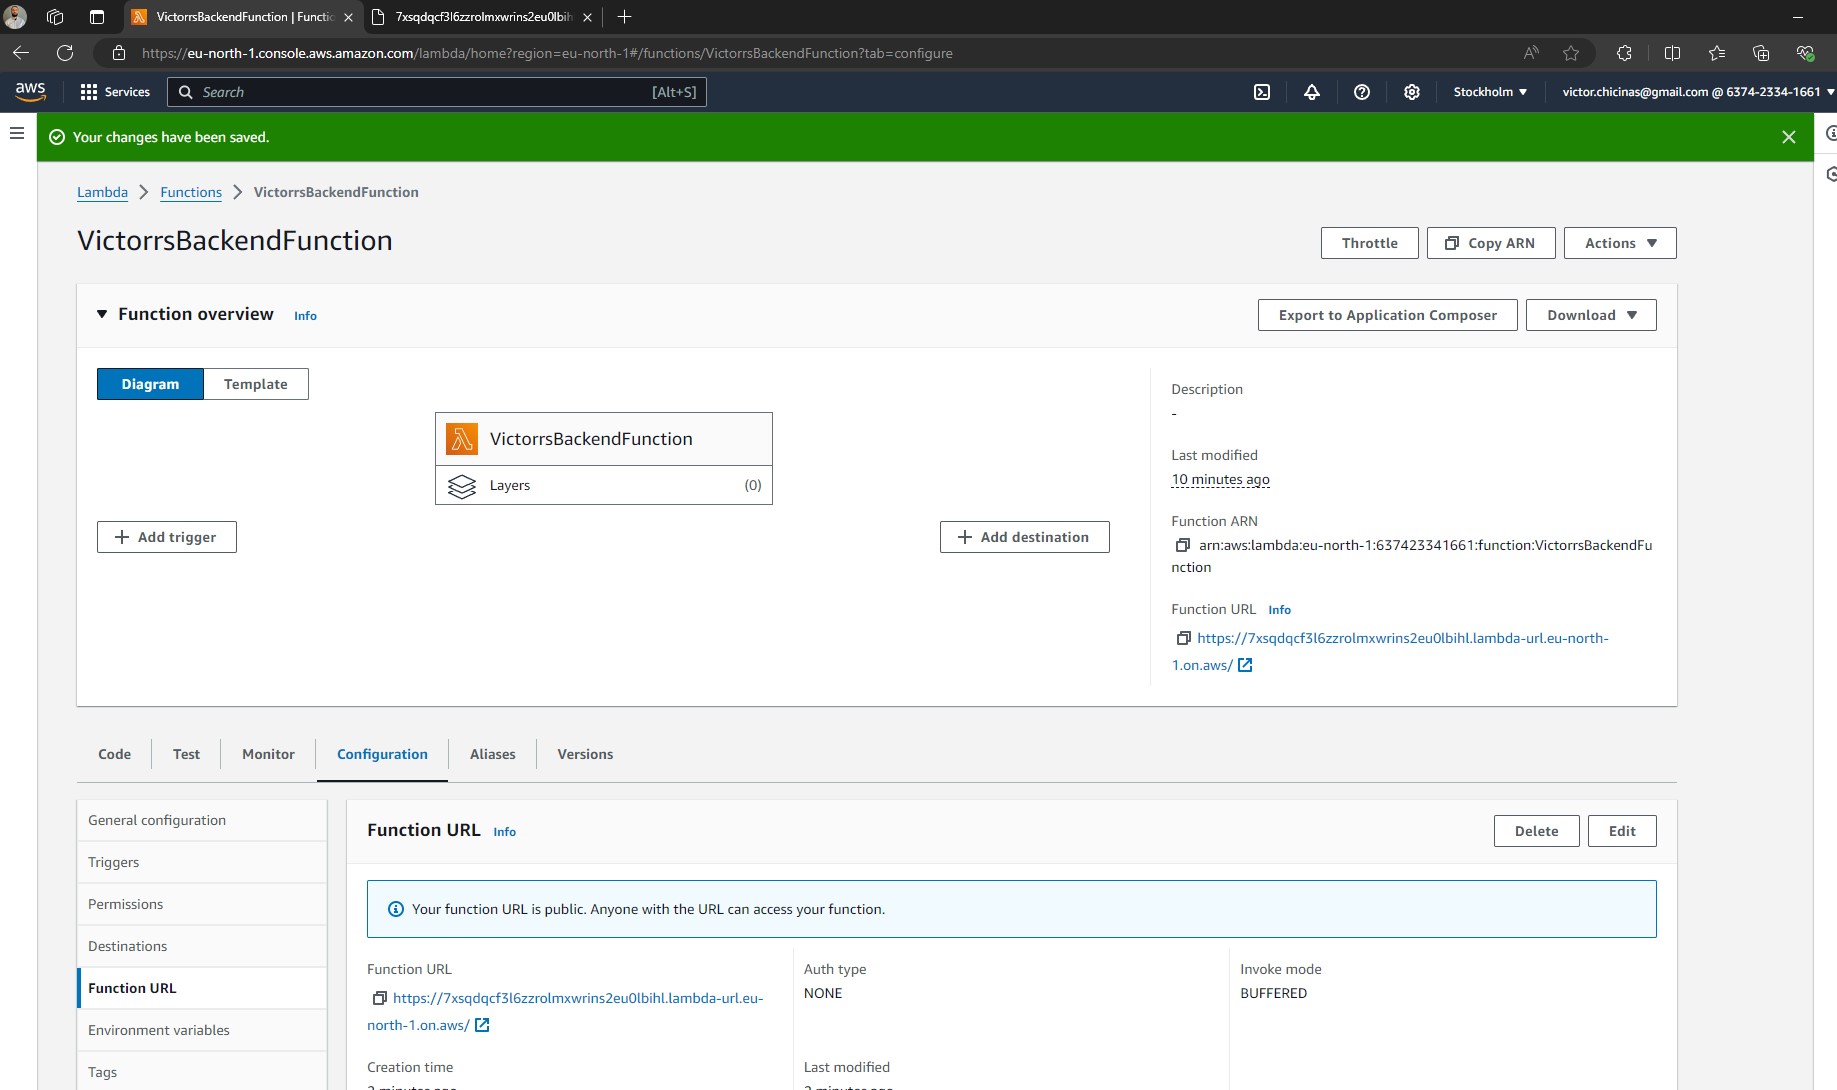 VictorrsBackendFunction | Functio
7xsqdqcf3l6zzrolmxwrins2eu0lbih
https://eu-north-1.console.aws.amazon.com/lambda/home?region=eu-north-1#/functions/VictorrsBackendFunction?tab=configure
aws
Services
Search
[Alt+S]
Stockholm
victor.chicinas@gmail.com @ 6374-2334-1661
Your changes have been saved.
Lambda
Functions
VictorrsBackendFunction
VictorrsBackendFunction
Throttle
Copy ARN
Actions
Function overview Info
Export to Application Composer
Download
Diagram
Template
VictorrsBackendFunction
Layers
(0)
Add trigger
Add destination
Description
-
Last modified
10 minutes ago
Function ARN
arn:aws:lambda:eu-north-1:637423341661:function:VictorrsBackendFu
nction
Function URL Info
https://7xsqdqcf3l6zzrolmxwrins2eu0lbihl.lambda-url.eu-north-
1.on.aws/
Code
Test
Monitor
Configuration
Aliases
Versions
General configuration
Triggers
Permissions
Destinations
Function URL
Environment variables
Tags
Function URL Info
Delete
Edit
Your function URL is public. Anyone with the URL can access your function.
Function URL
https://7xsqdqcf3l6zzrolmxwrins2eu0lbihl.lambda-url.eu-
north-1.on.aws/
Auth type
NONE
Invoke mode
BUFFERED
Creation time
Last modified